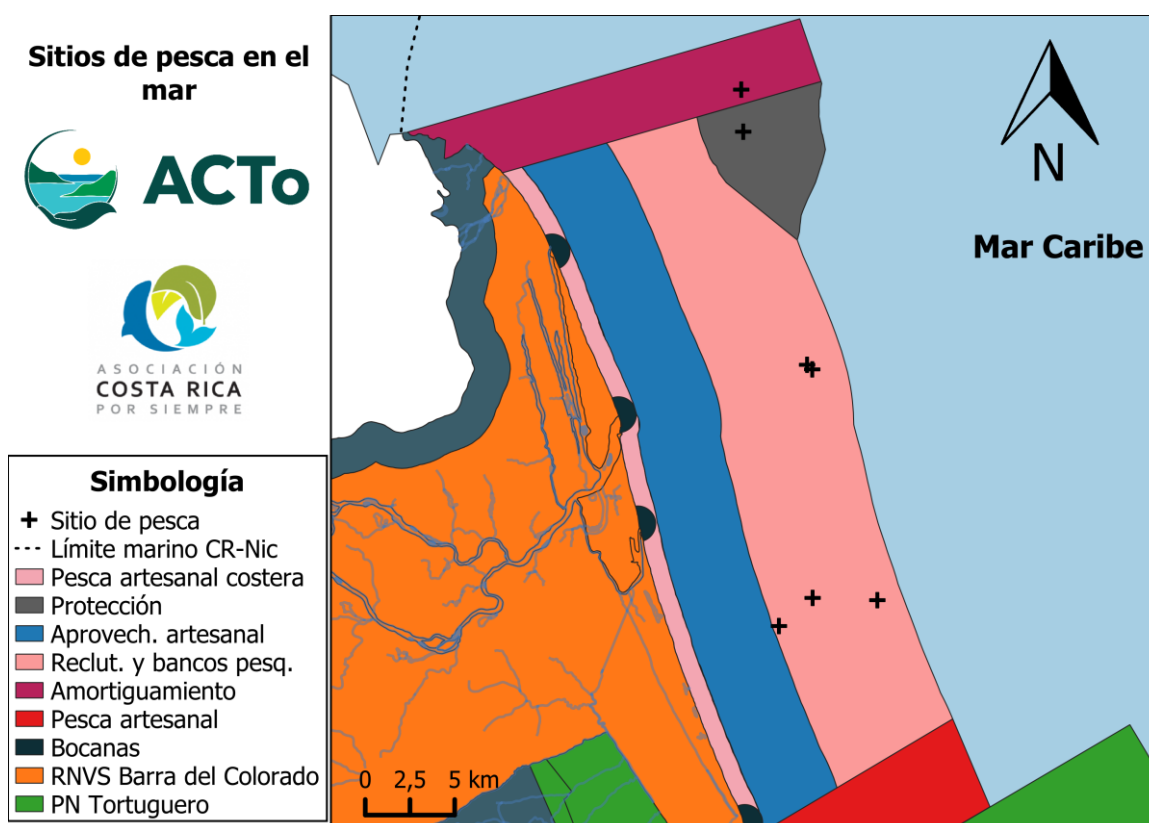 Sitios de pesca en el
mar
ACTo
ASOCIACIÓN
COSTA RICA
POR SIEMPRE
Simbología
Sitio de pesca
Límite marino CR-Nic
Pesca artesanal costera
Protección
Aprovech. artesanal
Reclut. y bancos pesq.
Amortiguamiento
Pesca artesanal
Bocanas
RNVS Barra del Colorado
PN Tortuguero
N
Mar Caribe
0 2,5 5 km